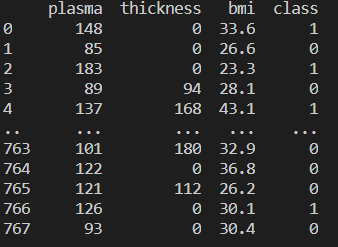 plasma thickness bmi class
0 148 0 33.6 1
1 85 0 26.6 0
2 183 0 23.3 1
3 89 94 28.1 0
4 137 168 43.1 1
.. ... ... ... ...
763 101 180 32.9 0
764 122 0 36.8 0
765 121 112 26.2 0
766 126 0 30.1 1
767 93 0 30.4 0